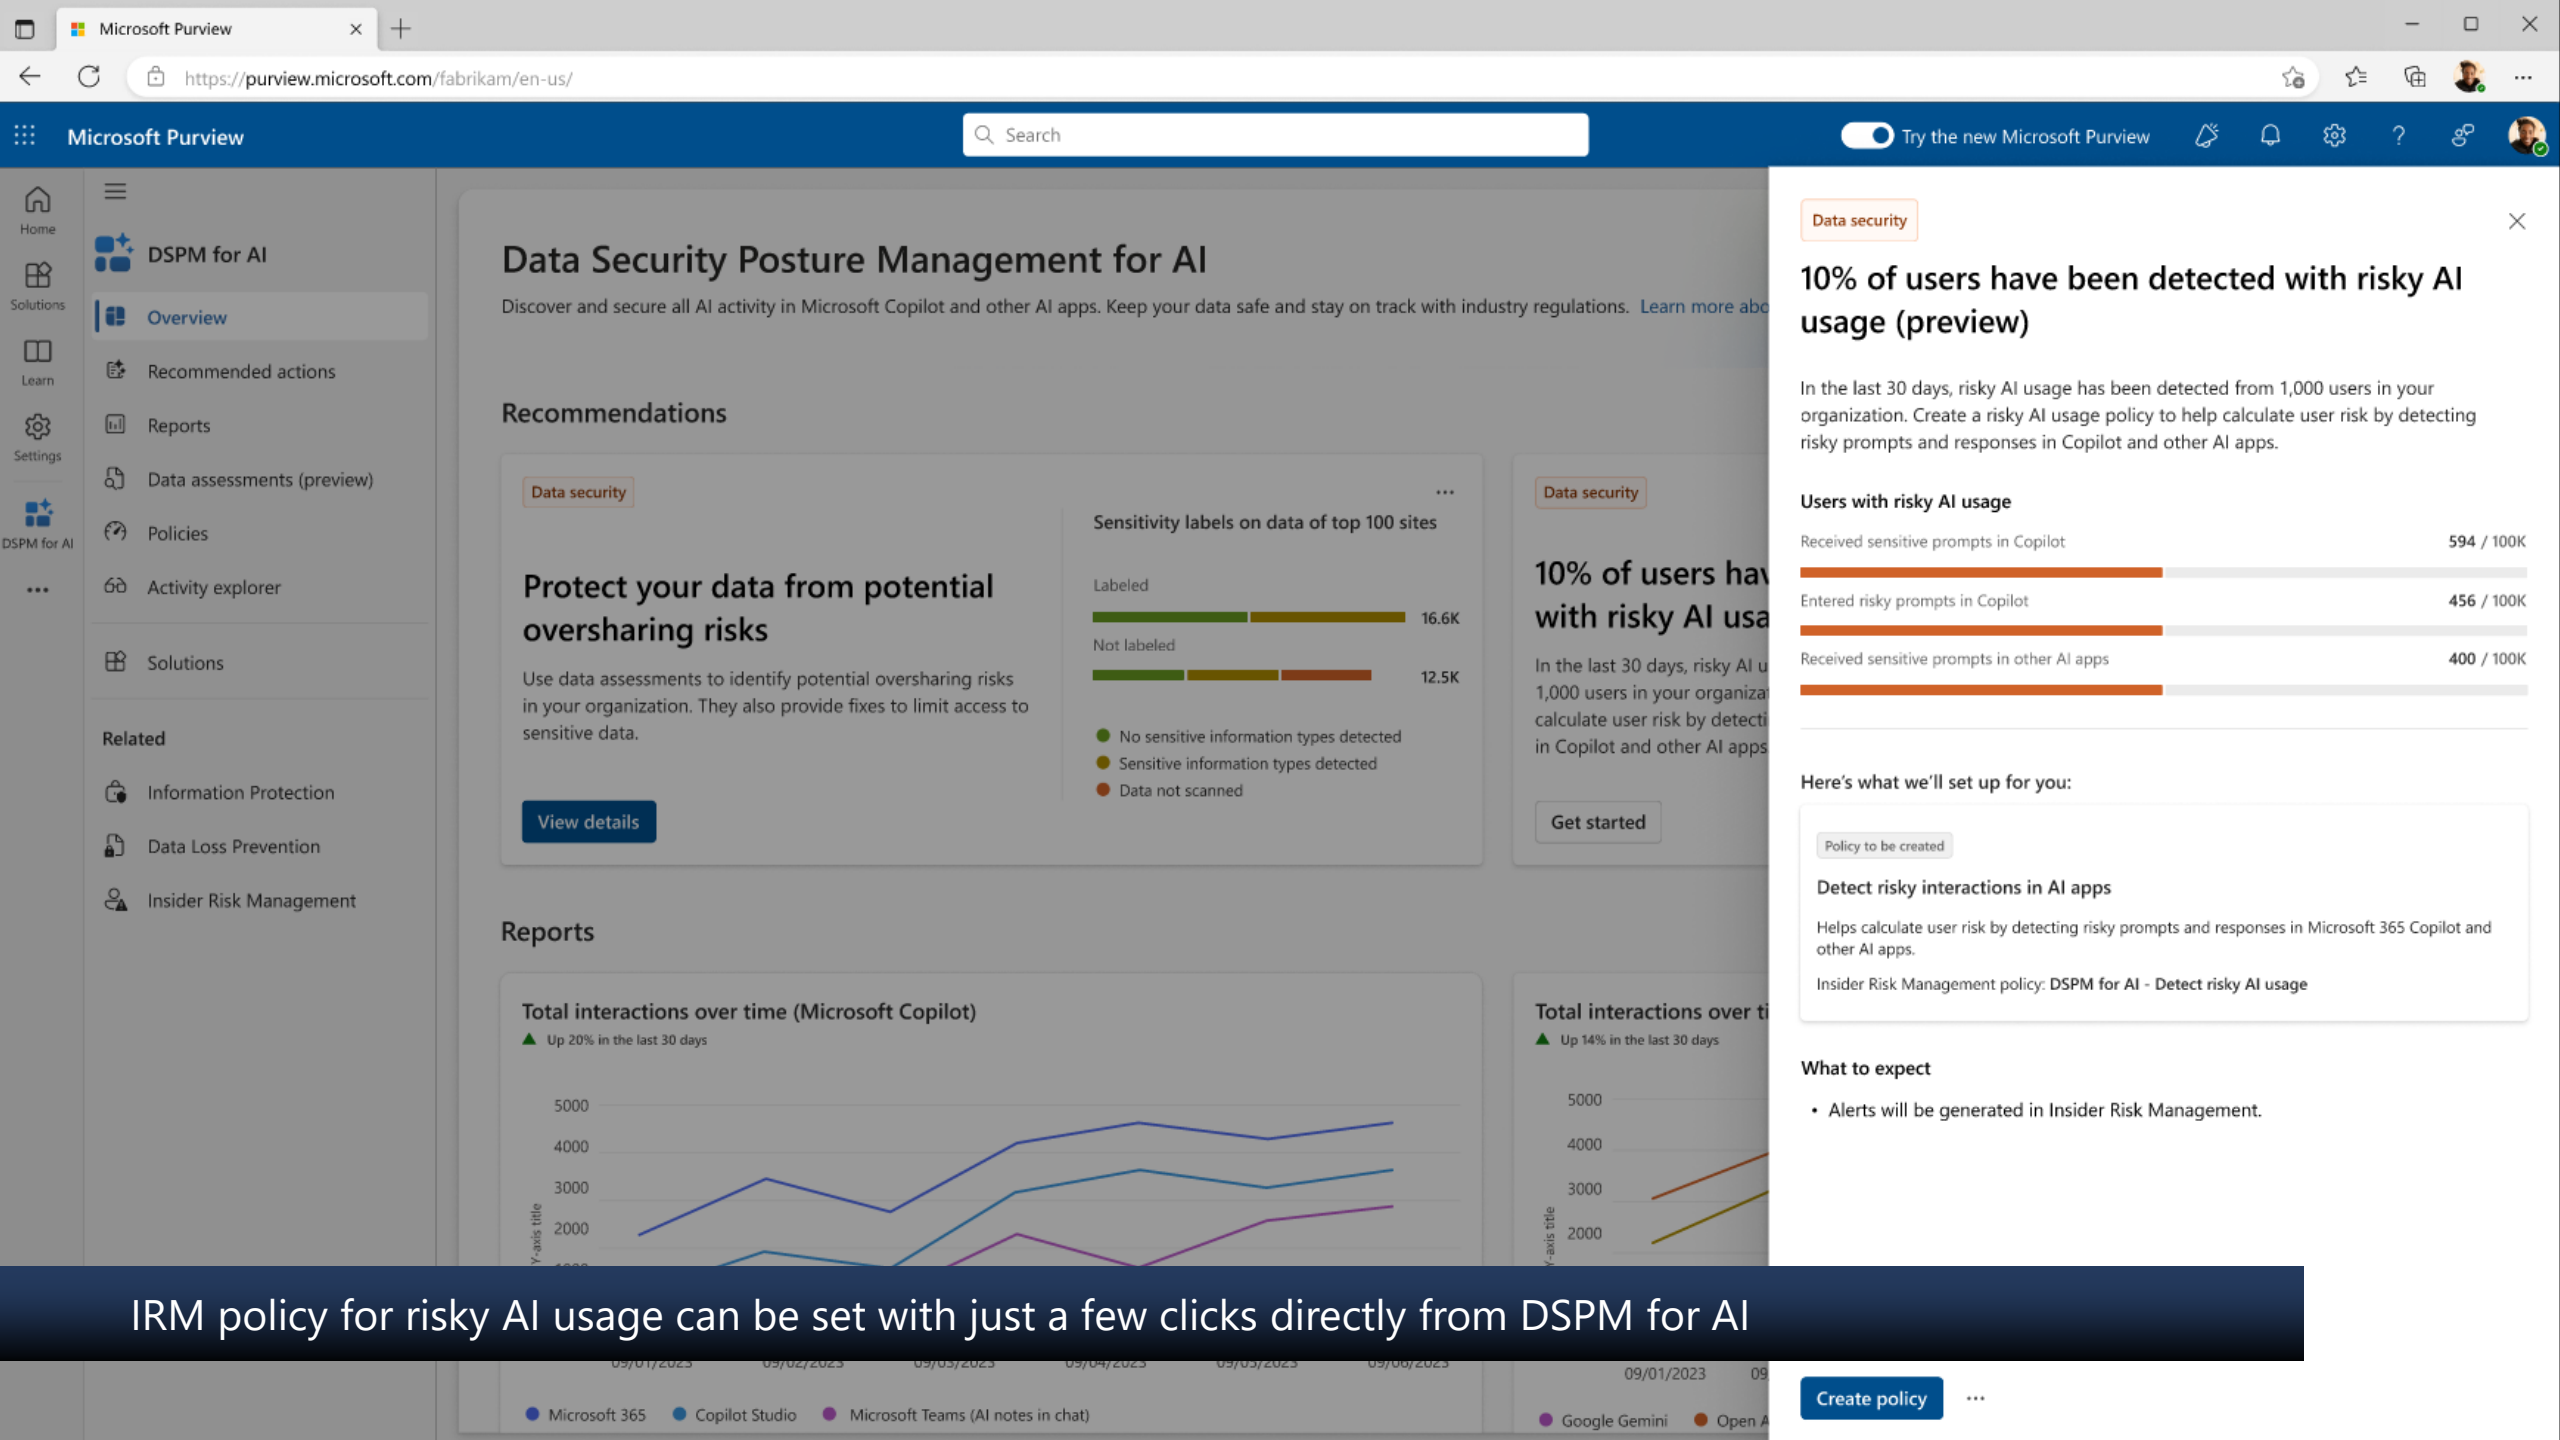 Microsoft Purview
https://purview.microsoft.com/fabrikam/en-us/
Microsoft Purview
Search
Try the new Microsoft Purview
Home
Solutions
Learn
Settings
DSPM for AI
DSPM for AI
Overview
Recommended actions
Reports
Data assessments (preview)
Policies
Activity explorer
Solutions
Related
Information Protection
Data Loss Prevention
Insider Risk Management
Data Security Posture Management for AI
Discover and secure all AI activity in Microsoft Copilot and other AI apps. Keep your data safe and stay on track with industry regulations. Learn more abo
Recommendations
Data security
Protect your data from potential
oversharing risks
Use data assessments to identify potential oversharing risks
in your organization. They also provide fixes to limit access to
sensitive data.
View details
Sensitivity labels on data of top 100 sites
Labeled
16.6K
Not labeled
12.5K
No sensitive information types detected
Sensitive information types detected
Data not scanned
Data security
10% of users hav
with risky AI usa
In the last 30 days, risky AI u
1,000 users in your organiza
calculate user risk by detecti
in Copilot and other AI apps
Get started
Reports
Total interactions over time (Microsoft Copilot)
Up 20% in the last 30 days
5000
4000
3000
2000
Y-axis title
09/01/2023 09/02/2023 09/03/2023 09/04/2023 09/05/2023 09/06/2023
Microsoft 365 Copilot Studio Microsoft Teams (AI notes in chat)
Total interactions over ti
Up 14% in the last 30 days
5000
4000
3000
2000
Y-axis title
09/01/2023 09
Google Gemini Open A
Data security
10% of users have been detected with risky AI
usage (preview)
In the last 30 days, risky AI usage has been detected from 1,000 users in your
organization. Create a risky AI usage policy to help calculate user risk by detecting
risky prompts and responses in Copilot and other AI apps.
Users with risky AI usage
Received sensitive prompts in Copilot 594 / 100K
Entered risky prompts in Copilot 456 / 100K
Received sensitive prompts in other AI apps 400 / 100K
Here's what we'll set up for you:
Policy to be created
Detect risky interactions in AI apps
Helps calculate user risk by detecting risky prompts and responses in Microsoft 365 Copilot and
other AI apps.
Insider Risk Management policy: DSPM for AI - Detect risky AI usage
What to expect
• Alerts will be generated in Insider Risk Management.
Create policy
IRM policy for risky AI usage can be set with just a few clicks directly from DSPM for AI